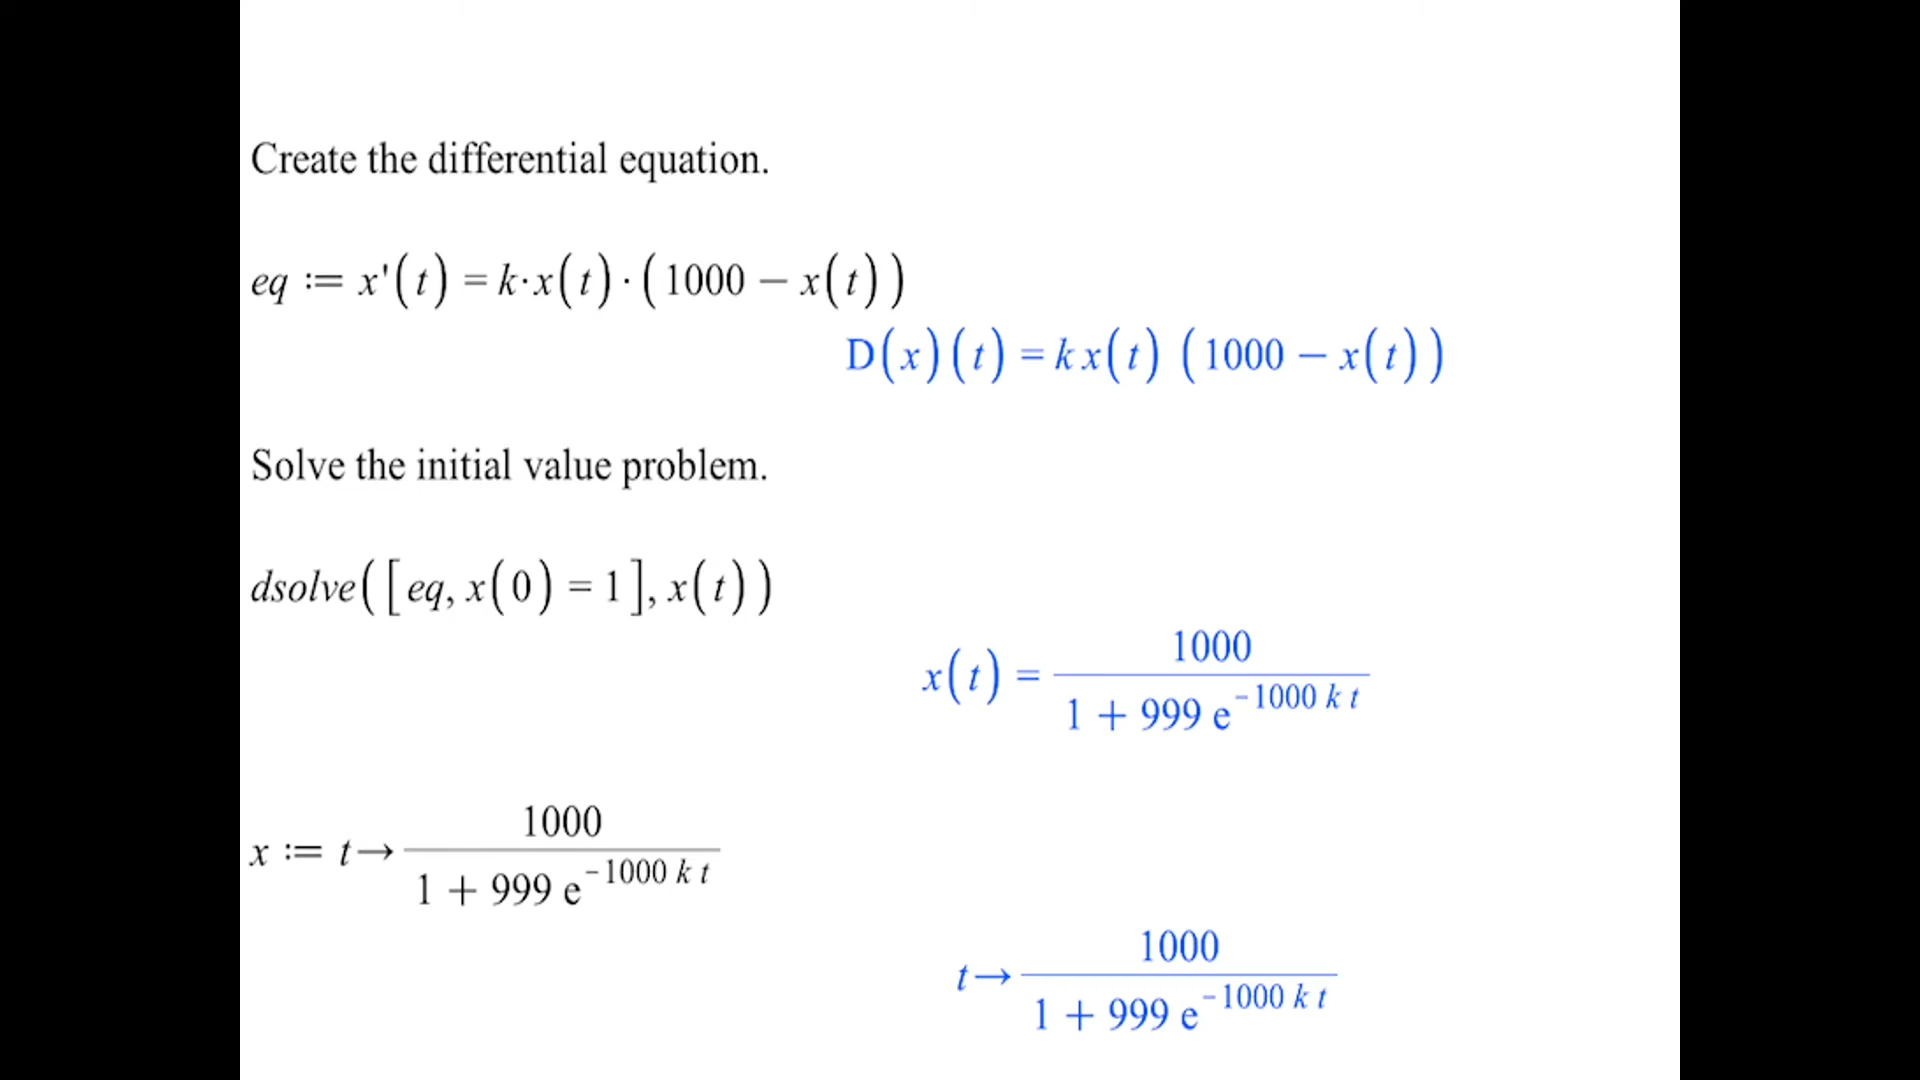 Create the differential equation.
eq := x'(t) = k·x(t)·(1000 − x(t))
D(x)(t) = k x(t) (1000 − x(t))
Solve the initial value problem.
dsolve([eq, x(0) = 1], x(t))
x(t) = 1000 / (1 + 999 e^(−1000 k t))
x := t → 1000 / (1 + 999 e^(−1000 k t))
t → 1000 / (1 + 999 e^(−1000 k t))